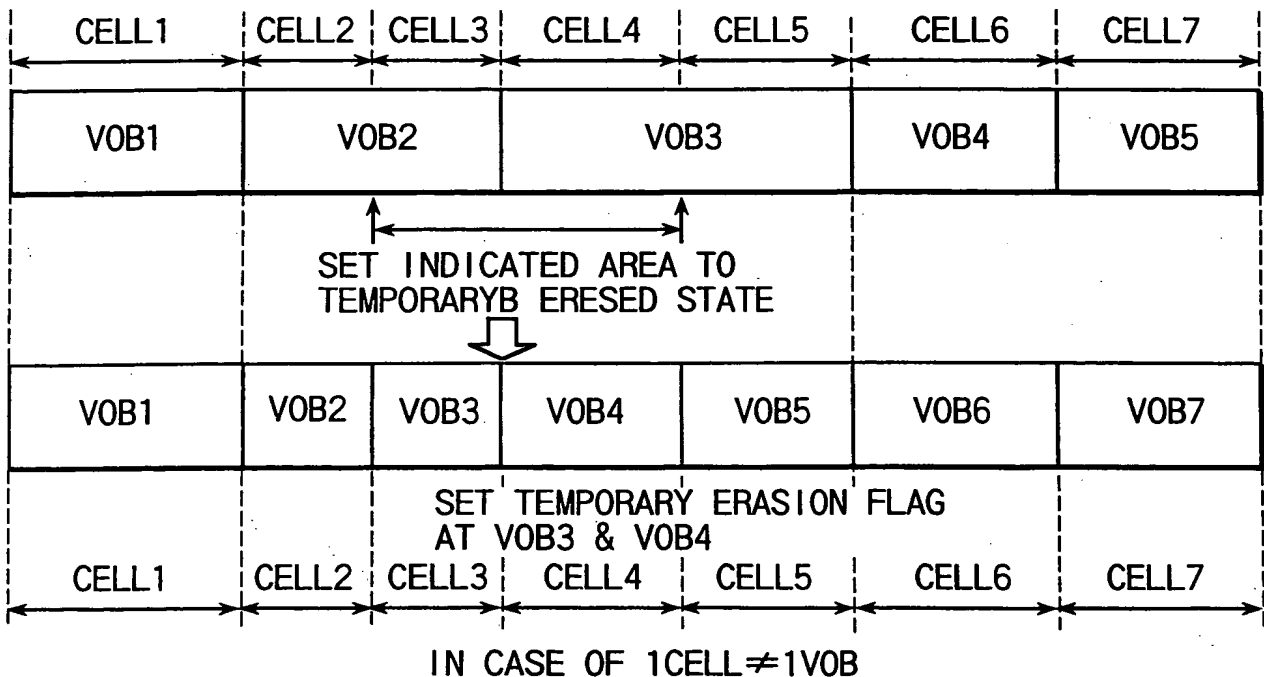 CELL1 CELL2 CELL3 CELL4 CELL5 CELL6 CELL7
VOB1 VOB2 VOB3 VOB4 VOB5
SET INDICATED AREA TO
TEMPORARYB ERESED STATE
VOB1 VOB2 VOB3 VOB4 VOB5 VOB6 VOB7
SET TEMPORARY ERASION FLAG
AT VOB3 & VOB4
CELL1 CELL2 CELL3 CELL4 CELL5 CELL6 CELL7
IN CASE OF 1CELL≠1VOB